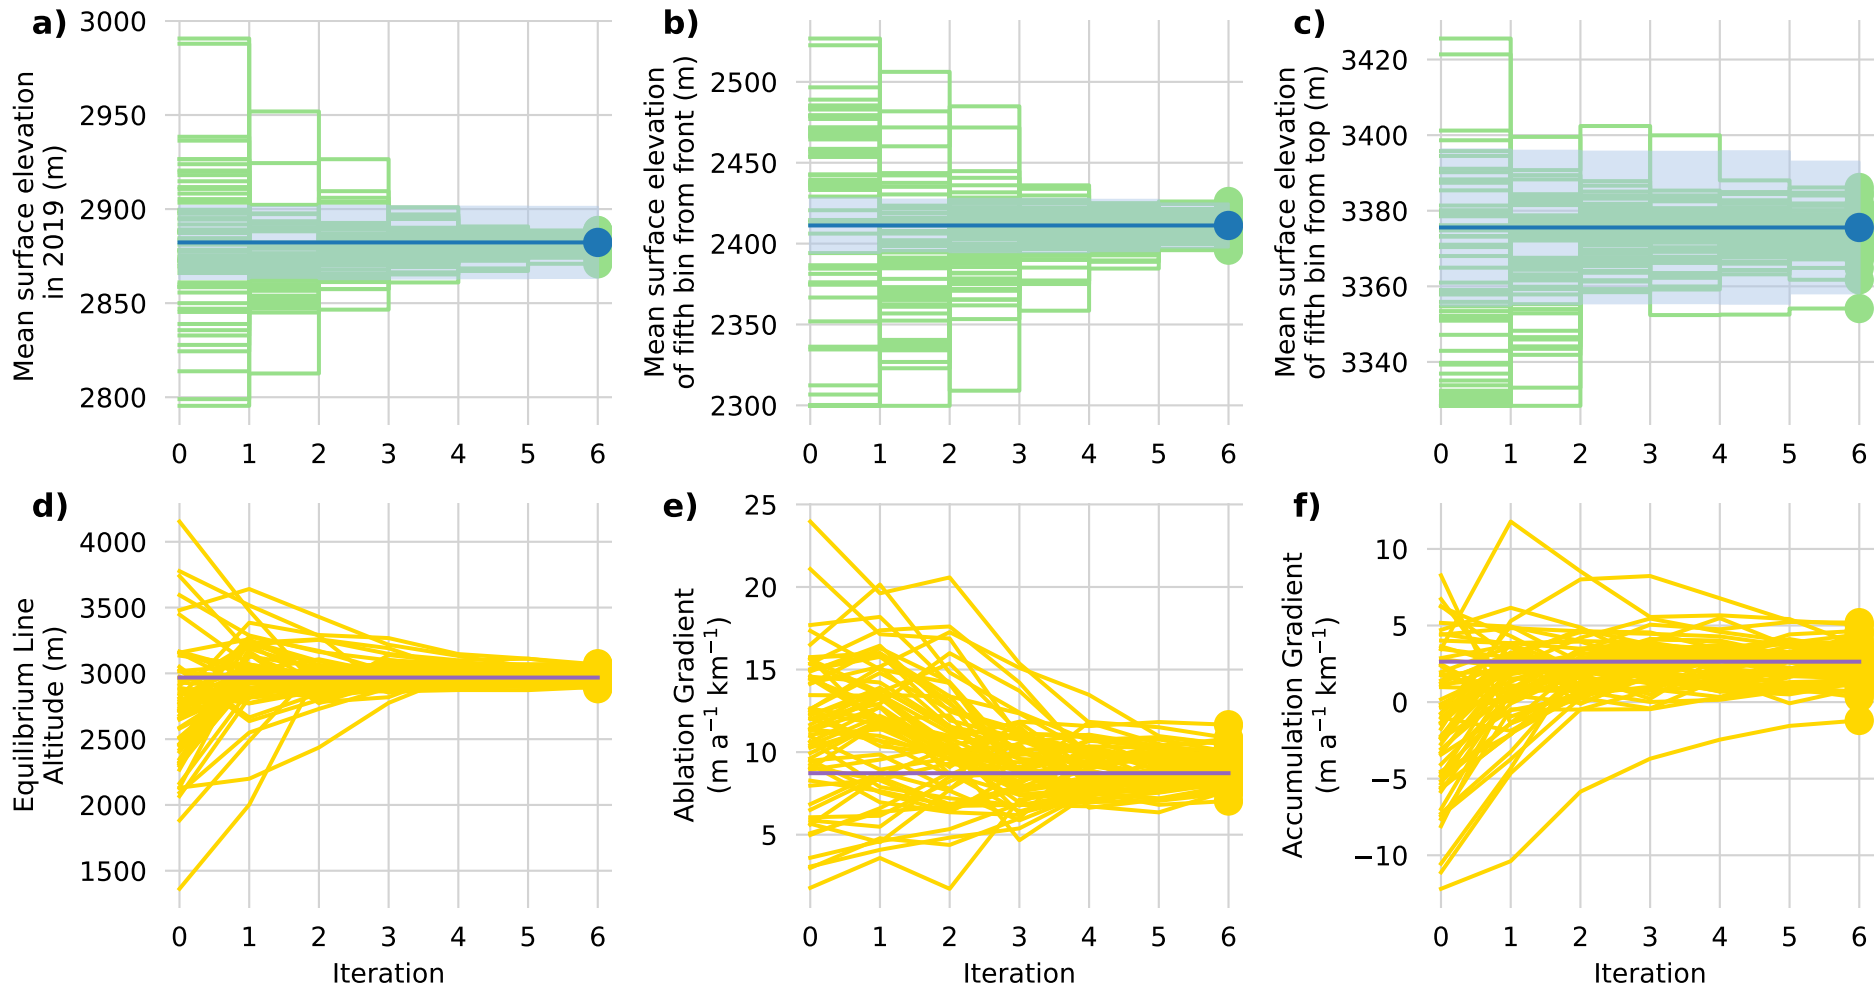 a)
Mean surface elevation
in 2019 (m)
3000
2950
2900
2850
2800
0 1 2 3 4 5 6
b)
Mean surface elevation
of fifth bin from front (m)
2500
2450
2400
2350
2300
0 1 2 3 4 5 6
c)
Mean surface elevation
of fifth bin from top (m)
3420
3400
3380
3360
3340
0 1 2 3 4 5 6
d)
Equilibrium Line
Altitude (m)
4000
3500
3000
2500
2000
1500
0 1 2 3 4 5 6
Iteration
e)
Ablation Gradient
(m a⁻¹ km⁻¹)
25
20
15
10
5
0 1 2 3 4 5 6
Iteration
f)
Accumulation Gradient
(m a⁻¹ km⁻¹)
10
5
0
−5
−10
0 1 2 3 4 5 6
Iteration